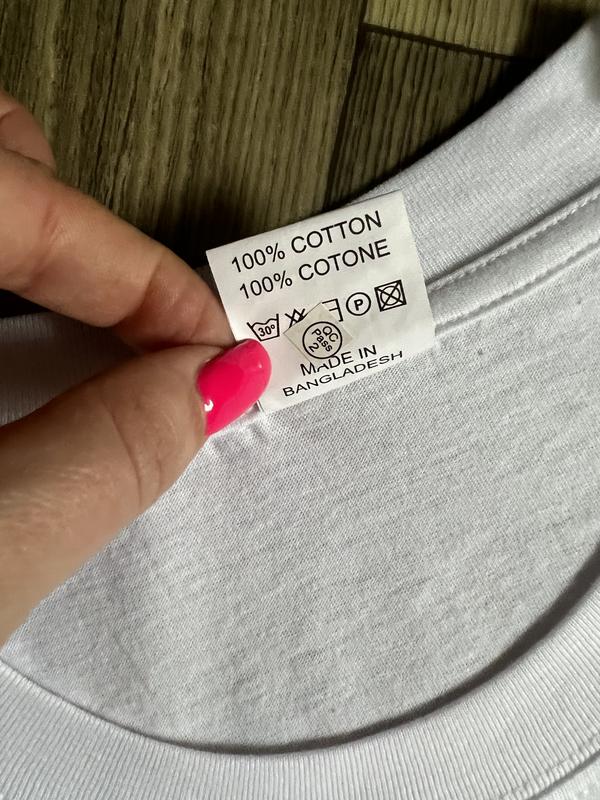 100% COTTON
100% COTONE
30° P
QC
Pass
2
MADE IN
BANGLADESH